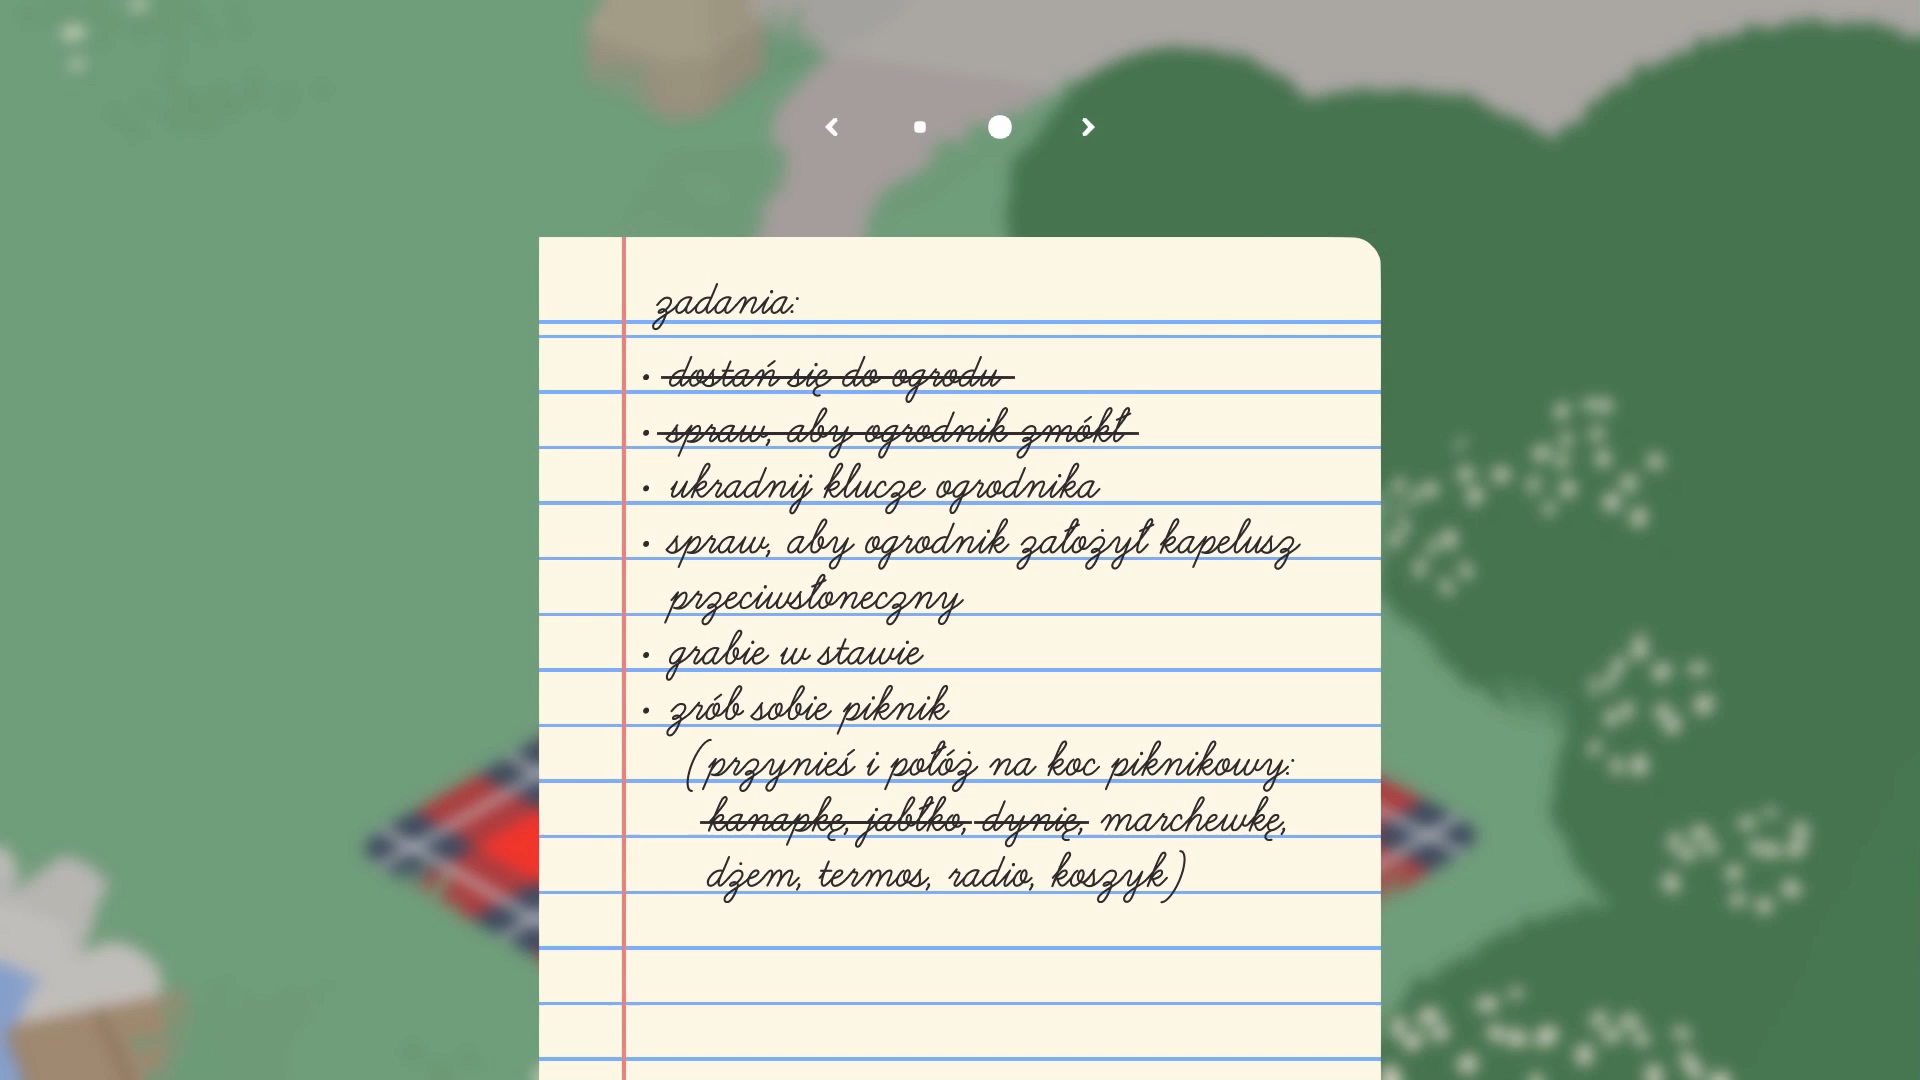 zadania:
• dostań się do ogrodu
• spraw, aby ogrodnik zmókł
• ukradnij klucze ogrodnika
• spraw, aby ogrodnik założył kapelusz
przeciwsłoneczny
• grabie w stawie
• zrób sobie piknik
(przynieś i połóż na koc piknikowy:
kanapkę, jabłko, dynię, marchewkę,
dżem, termos, radio, koszyk)